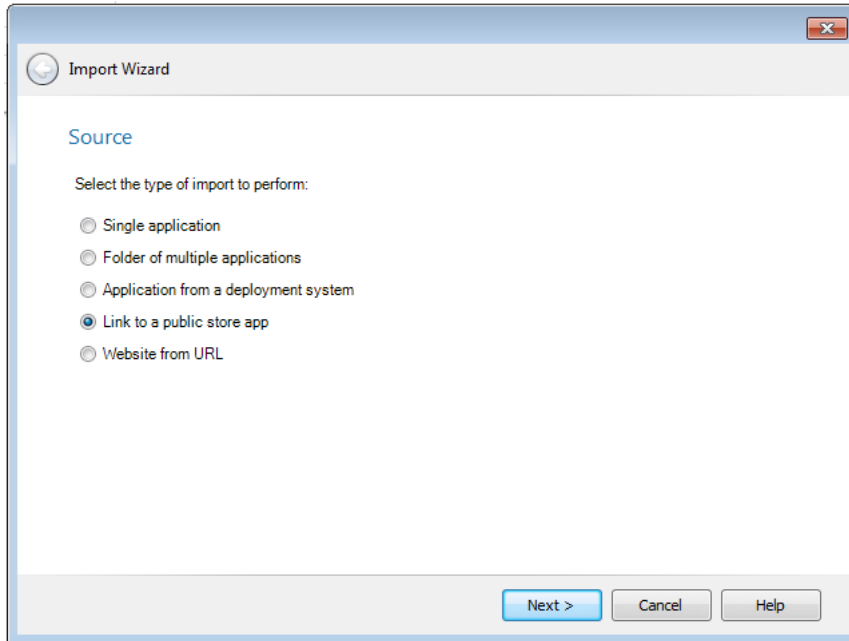 Import Wizard
Source
Select the type of import to perform:
Single application
Folder of multiple applications
Application from a deployment system
Link to a public store app
Website from URL
Next > Cancel Help